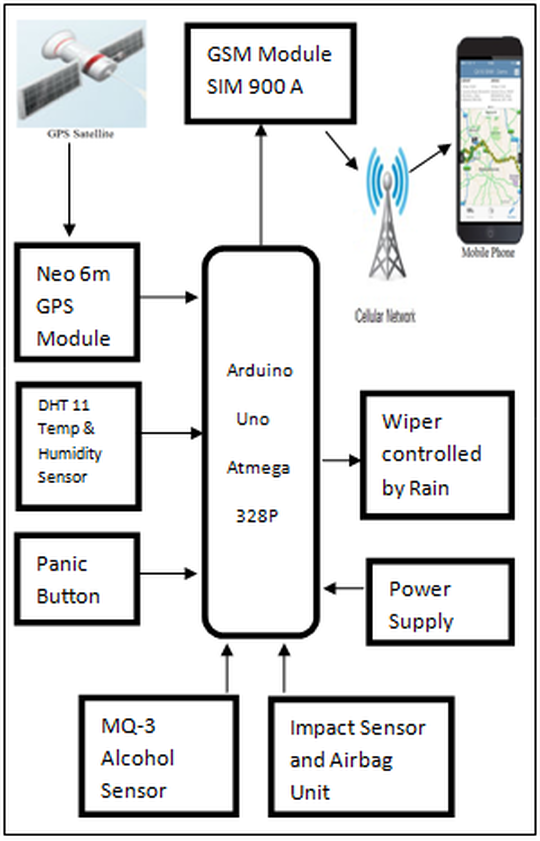 GPS Satellite
GSM Module
SIM 900 A
Mobile Phone
Cellular Network
Neo 6m
GPS
Module
DHT 11
Temp &
Humidity
Sensor
Panic
Button
Arduino
Uno
Atmega
328P
Wiper
controlled
by Rain
Power
Supply
MQ-3
Alcohol
Sensor
Impact Sensor
and Airbag
Unit